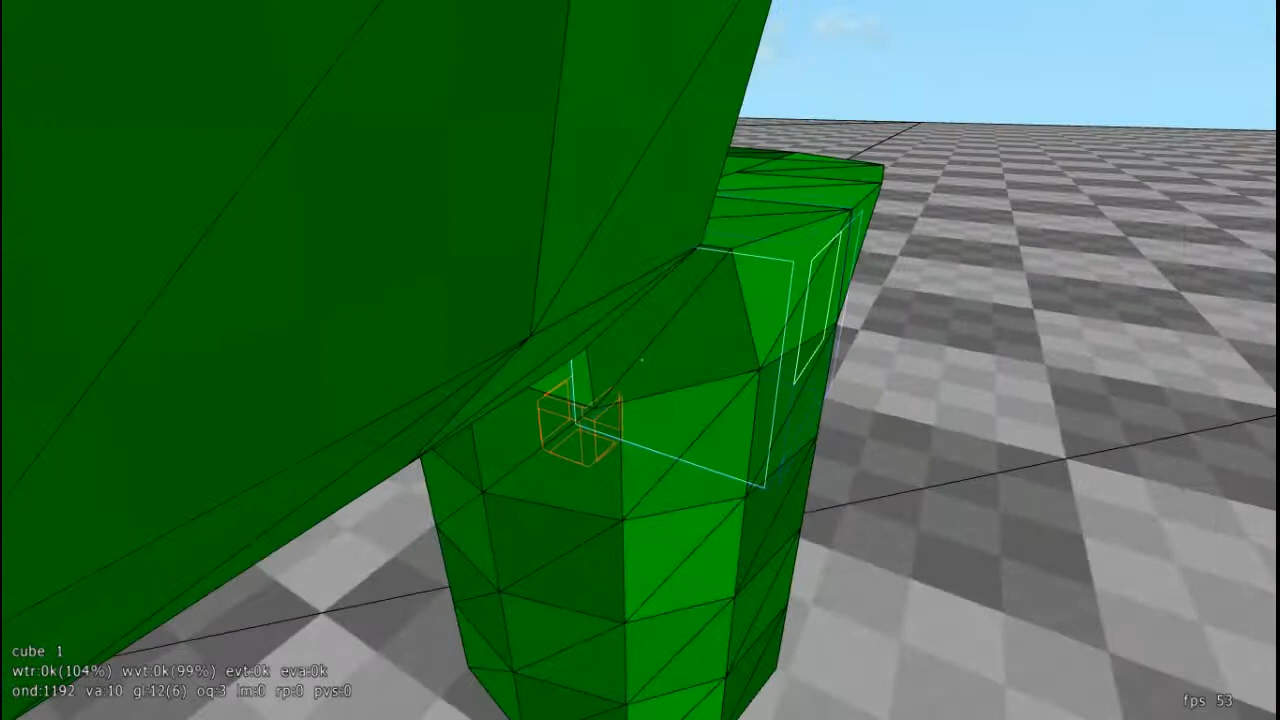 cube 1
wtr:0k(104%) wvt:0k(99%) evt:0k eva:0k
ond:1192 va:10 gl:12(6) oq:3 lm:0 rp:0 pvs:0
fps 53